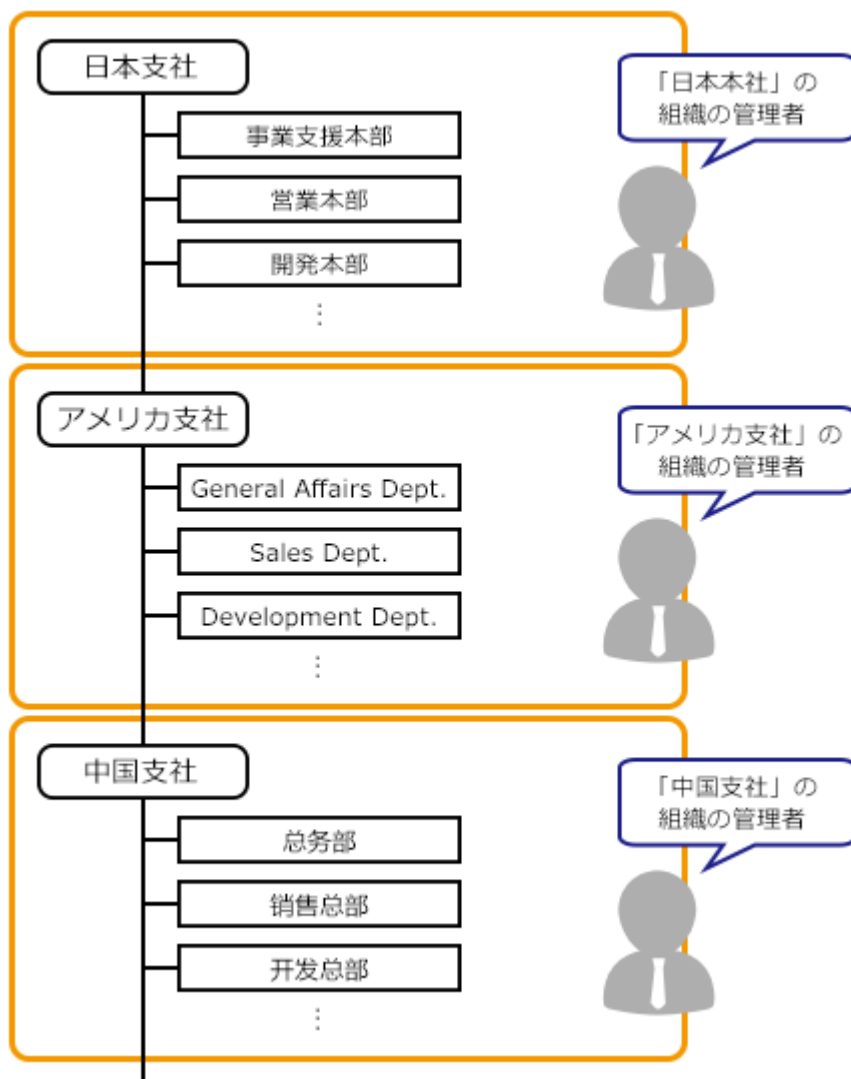 日本支社
「日本本社」の
組織の管理者
事業支援本部
営業本部
開発本部
⋮
アメリカ支社
「アメリカ支社」の
組織の管理者
General Affairs Dept.
Sales Dept.
Development Dept.
⋮
中国支社
「中国支社」の
組織の管理者
总务部
销售总部
开发总部
⋮